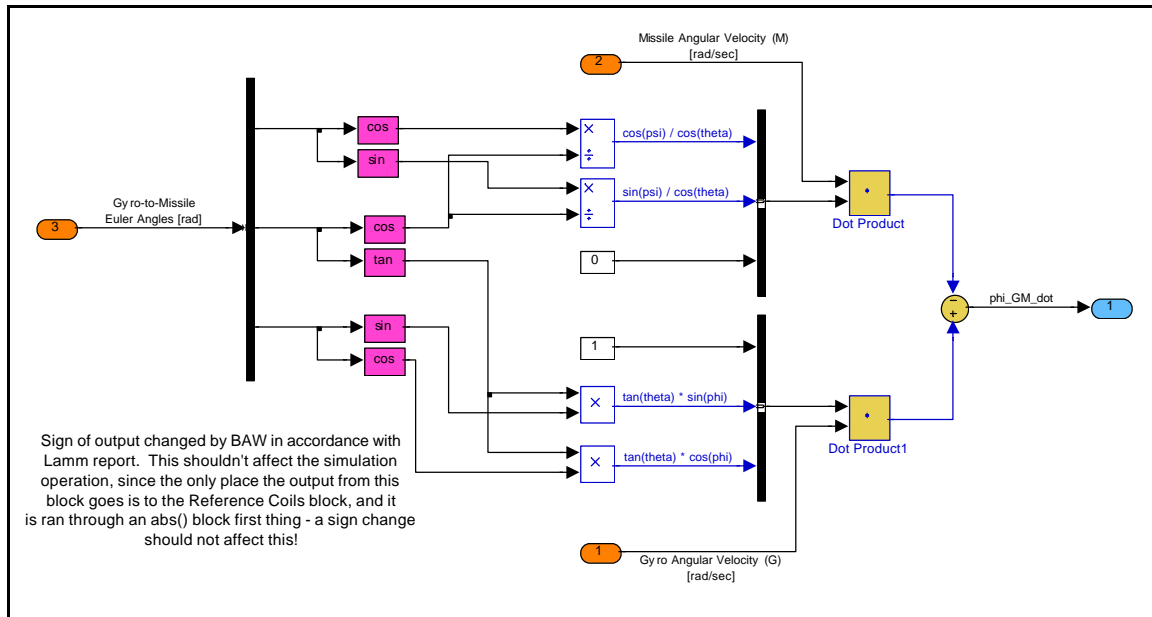 Missile Angular Velocity (M)
[rad/sec]
2
cos
sin
×
÷
cos(psi) / cos(theta)
×
÷
sin(psi) / cos(theta)
Gyro-to-Missile
Euler Angles [rad]
3
cos
tan
0
Dot Product
sin
cos
1
−
+
phi_GM_dot
1
×
tan(theta) * sin(phi)
×
tan(theta) * cos(phi)
Dot Product1
Sign of output changed by BAW in accordance with
Lamm report. This shouldn't affect the simulation
operation, since the only place the output from this
block goes is to the Reference Coils block, and it
is ran through an abs() block first thing - a sign change
should not affect this!
1
Gyro Angular Velocity (G)
[rad/sec]